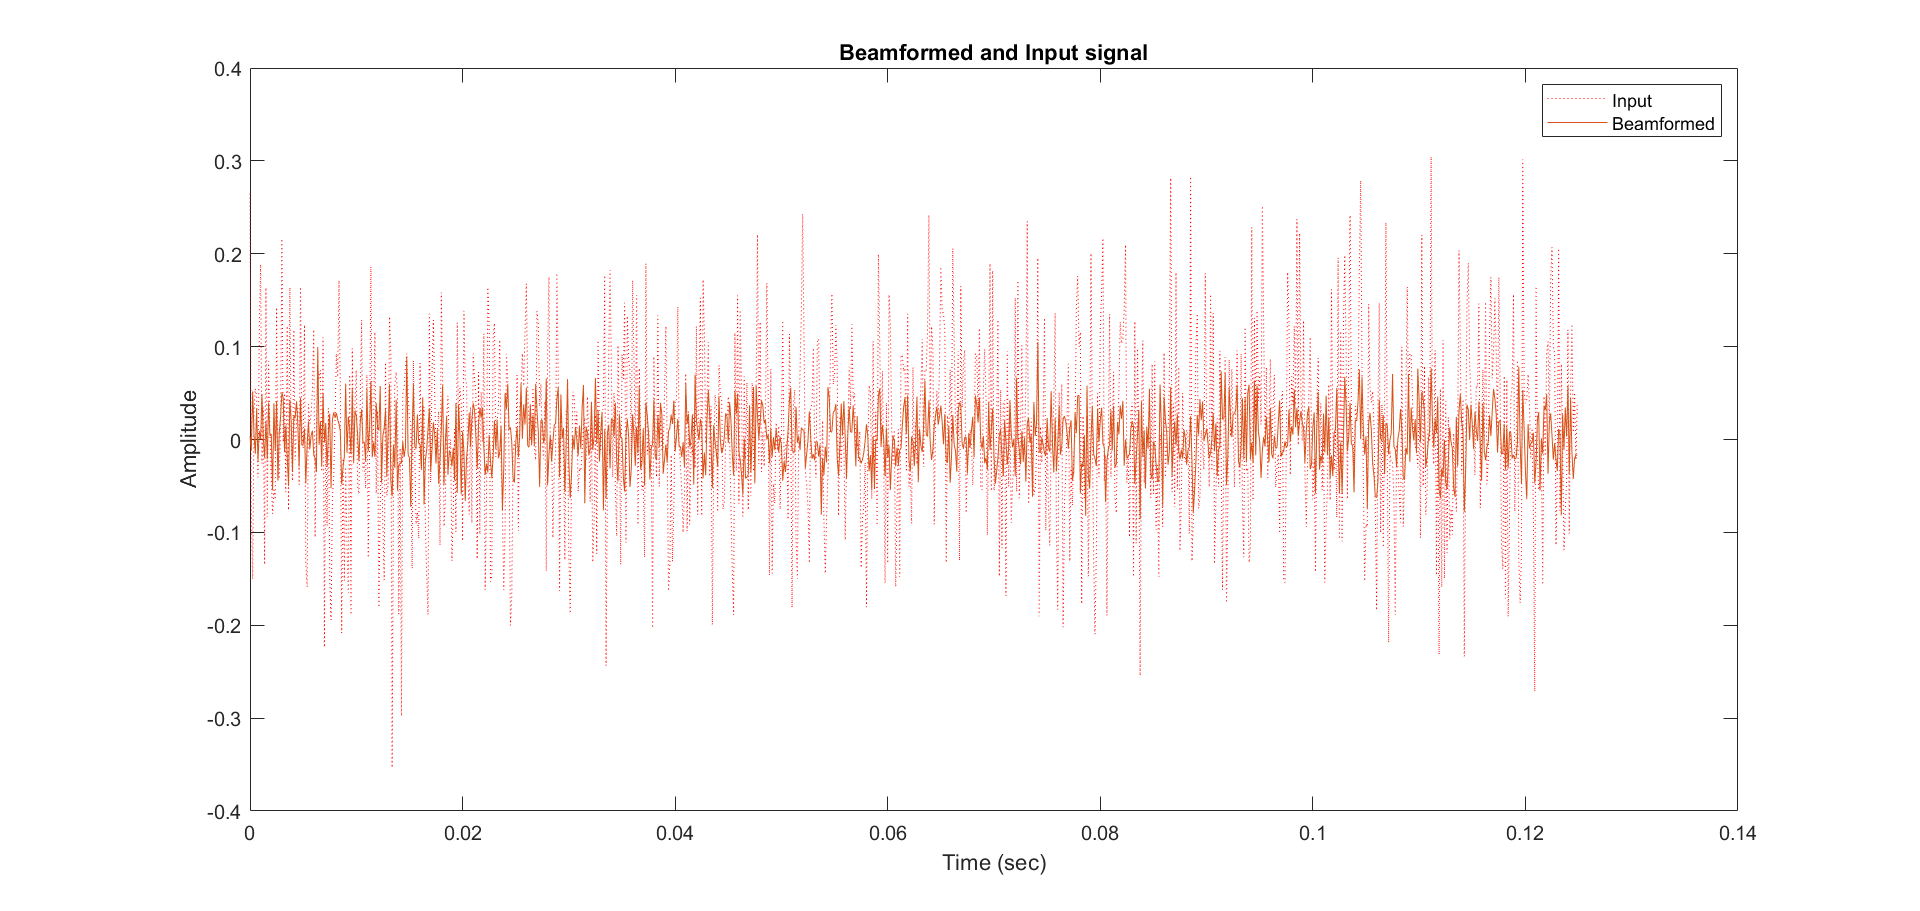 Beamformed and Input signal
Input
Beamformed
Amplitude
0.4
0.3
0.2
0.1
0
-0.1
-0.2
-0.3
-0.4
0 0.02 0.04 0.06 0.08 0.1 0.12 0.14
Time (sec)